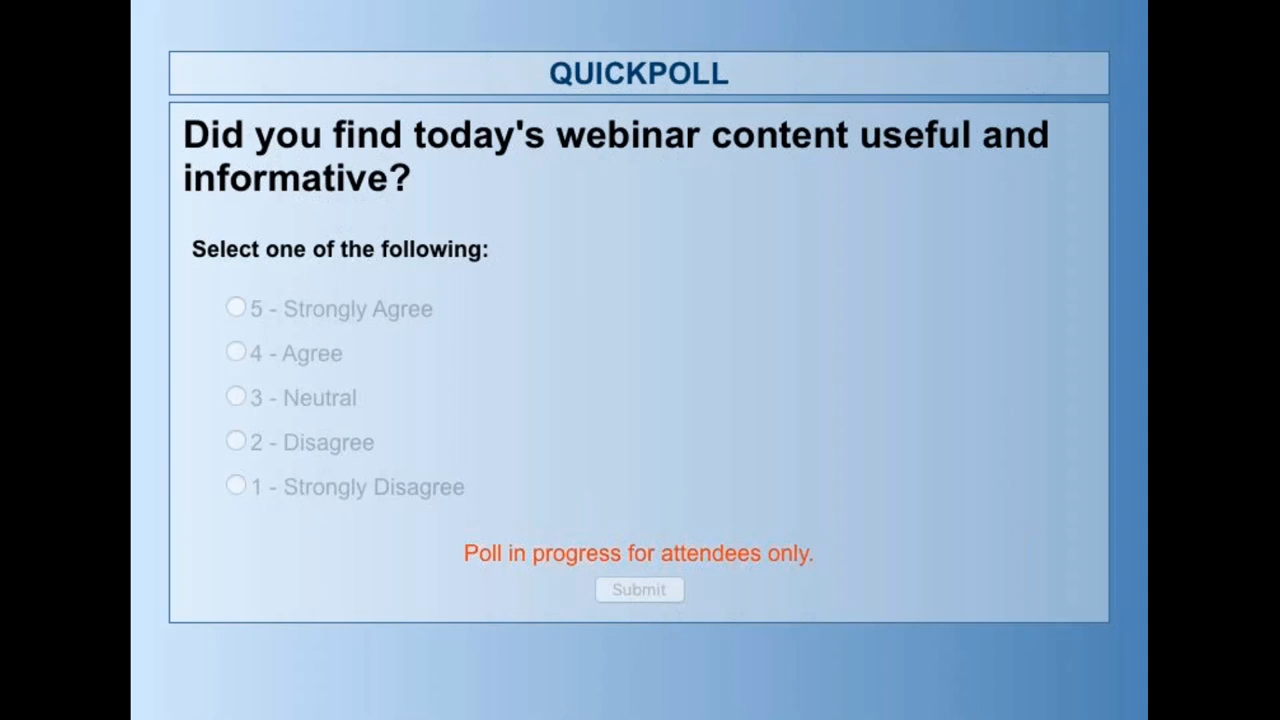 QUICKPOLL
Did you find today's webinar content useful and
informative?
Select one of the following:
5 - Strongly Agree
4 - Agree
3 - Neutral
2 - Disagree
1 - Strongly Disagree
Poll in progress for attendees only.
Submit